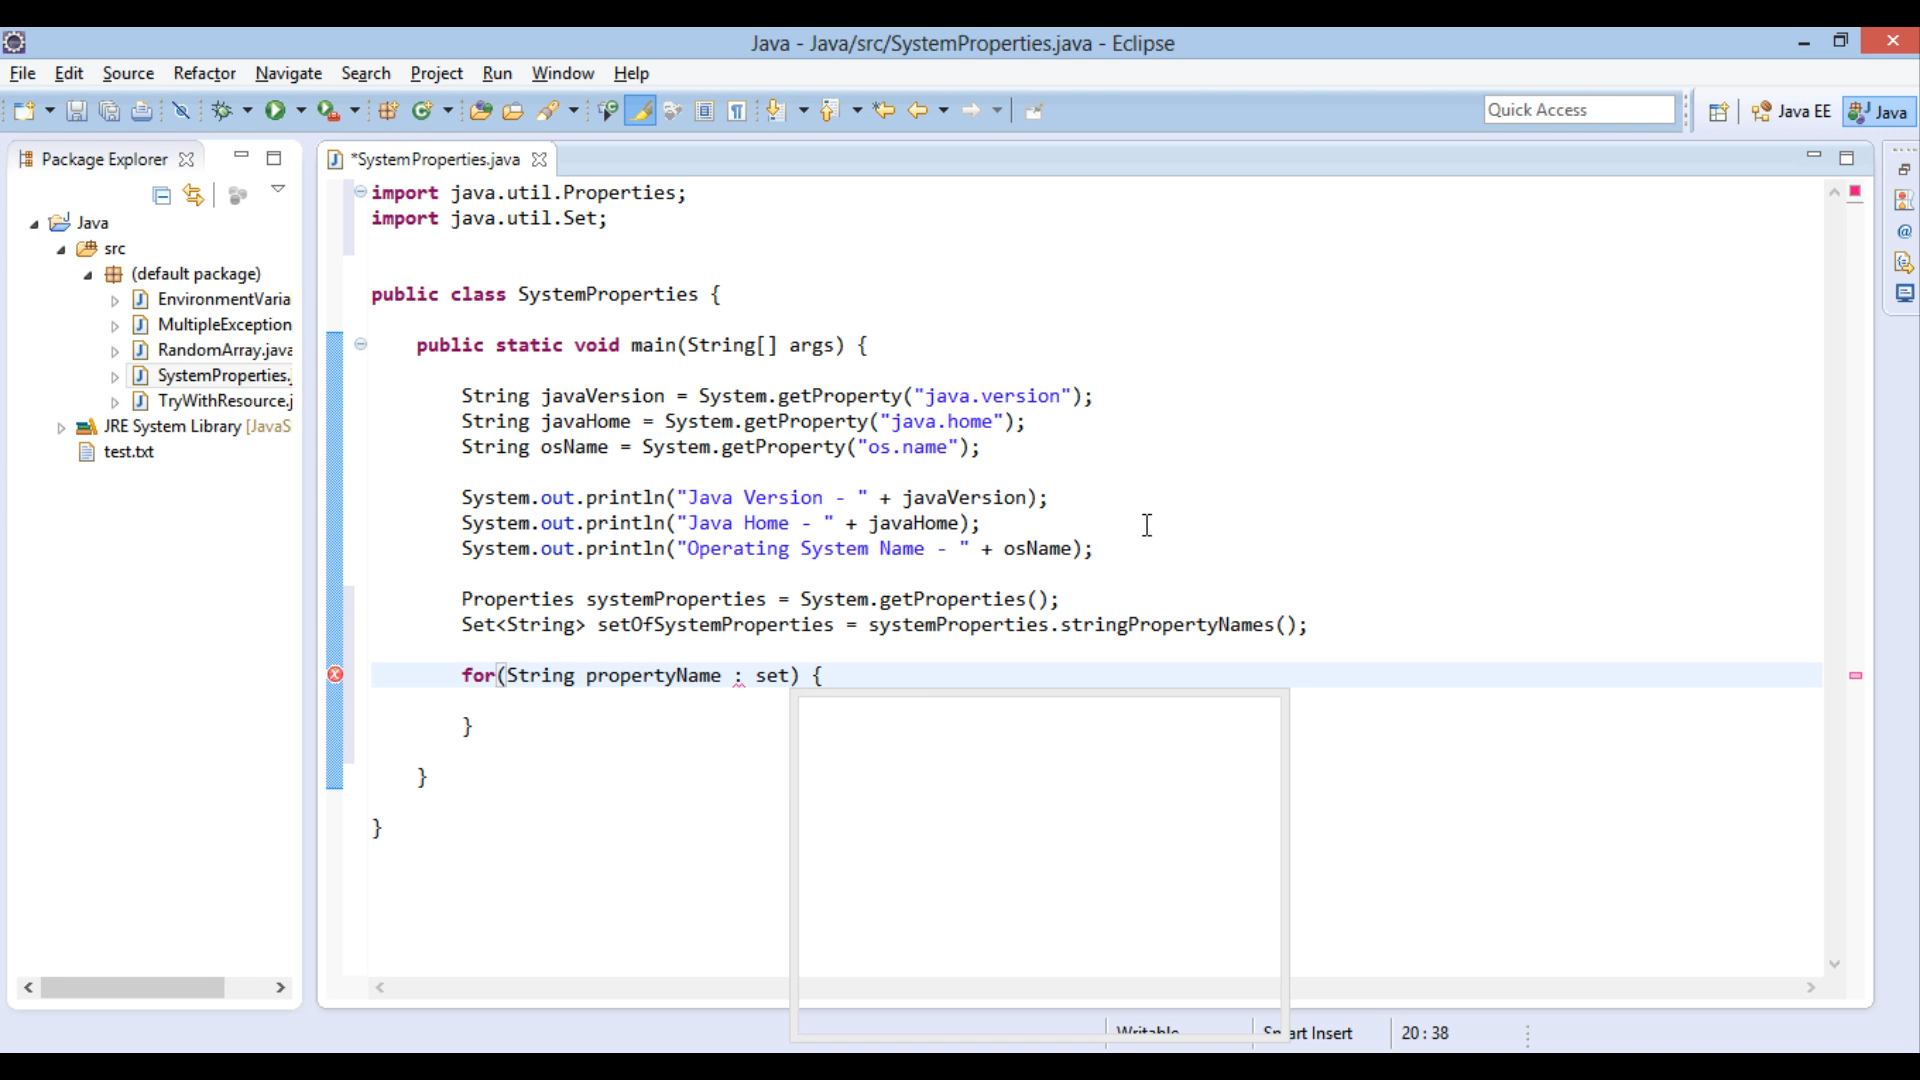 Java - Java/src/SystemProperties.java - Eclipse
File Edit Source Refactor Navigate Search Project Run Window Help
Quick Access
Java EE
Java
Package Explorer
*SystemProperties.java
Java
src
(default package)
EnvironmentVaria
MultipleException
RandomArray.java
SystemProperties.
TryWithResource.j
JRE System Library [JavaS
test.txt
import java.util.Properties;
import java.util.Set;
public class SystemProperties {
public static void main(String[] args) {
String javaVersion = System.getProperty("java.version");
String javaHome = System.getProperty("java.home");
String osName = System.getProperty("os.name");
System.out.println("Java Version - " + javaVersion);
System.out.println("Java Home - " + javaHome);
System.out.println("Operating System Name - " + osName);
Properties systemProperties = System.getProperties();
Set<String> setOfSystemProperties = systemProperties.stringPropertyNames();
for(String propertyName : set) {
}
}
}
Writable
Smart Insert
20 : 38